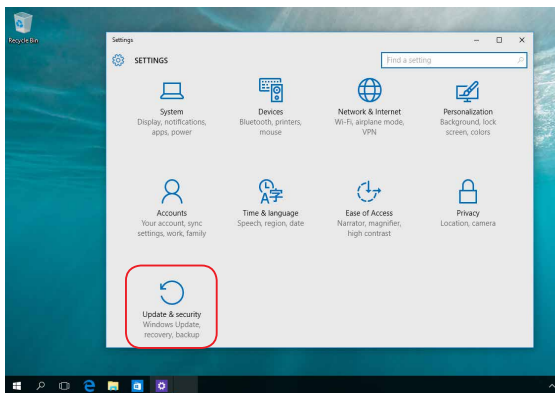 Recycle Bin
Settings
SETTINGS
Find a setting
System
Display, notifications,
apps, power
Devices
Bluetooth, printers,
mouse
Network & Internet
Wi-Fi, airplane mode,
VPN
Personalization
Background, lock
screen, colors
Accounts
Your account, sync
settings, work, family
Time & language
Speech, region, date
Ease of Access
Narrator, magnifier,
high contrast
Privacy
Location, camera
Update & security
Windows Update,
recovery, backup